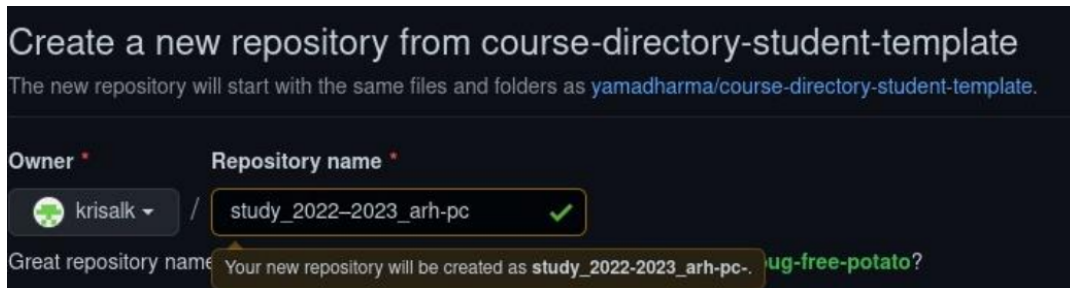 Create a new repository from course-directory-student-template
The new repository will start with the same files and folders as yamadharma/course-directory-student-template.
Owner * Repository name *
krisalk / study_2022–2023_arh-pc
Great repository name
Your new repository will be created as study_2022-2023_arh-pc-.
ug-free-potato?